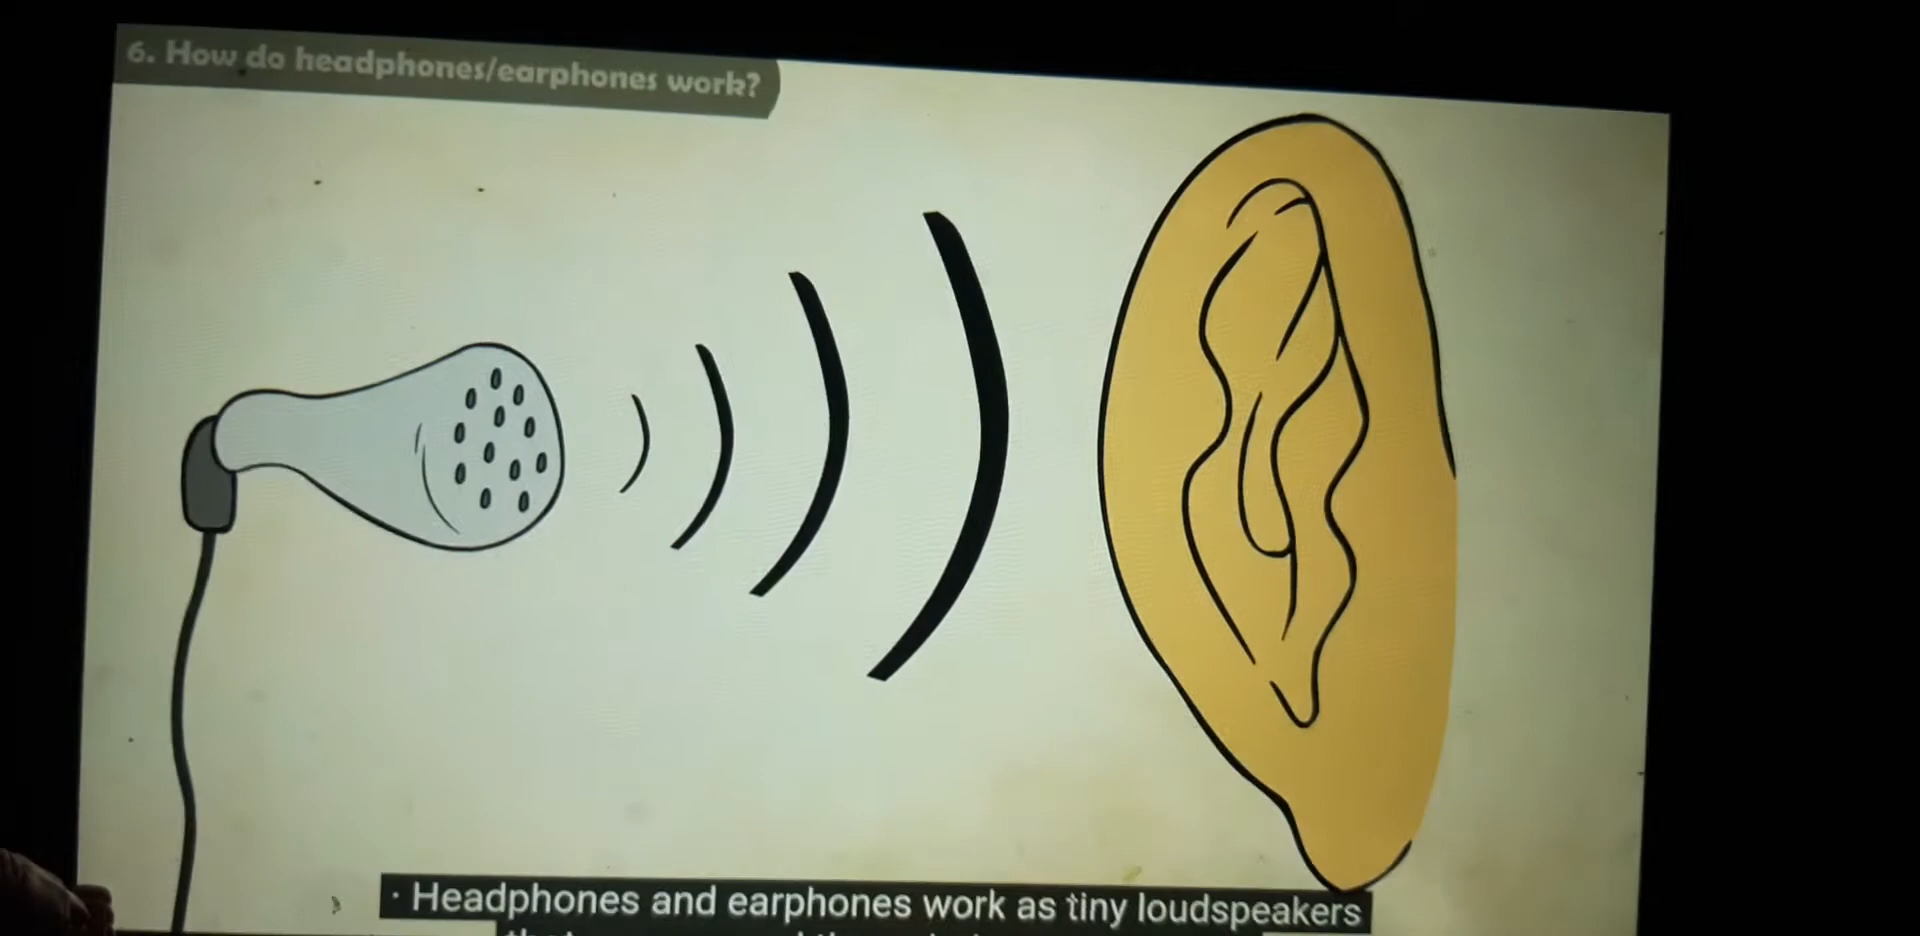 6. How do headphones/earphones work?
· Headphones and earphones work as tiny loudspeakers